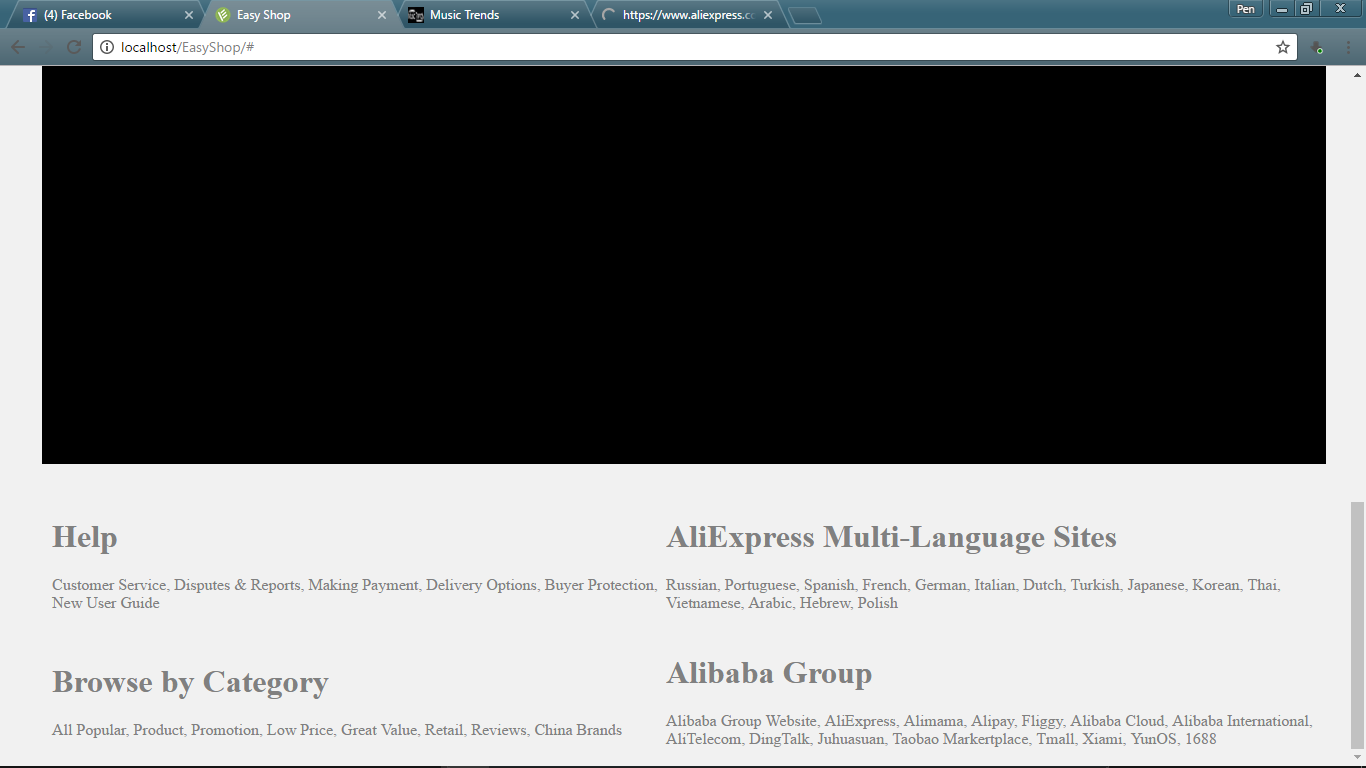 (4) Facebook
Easy Shop
Music Trends
https://www.aliexpress.c
Pen
localhost/EasyShop/#
Help
Customer Service, Disputes & Reports, Making Payment, Delivery Options, Buyer Protection,
New User Guide
AliExpress Multi-Language Sites
Russian, Portuguese, Spanish, French, German, Italian, Dutch, Turkish, Japanese, Korean, Thai,
Vietnamese, Arabic, Hebrew, Polish
Browse by Category
All Popular, Product, Promotion, Low Price, Great Value, Retail, Reviews, China Brands
Alibaba Group
Alibaba Group Website, AliExpress, Alimama, Alipay, Fliggy, Alibaba Cloud, Alibaba International,
AliTelecom, DingTalk, Juhuasuan, Taobao Markertplace, Tmall, Xiami, YunOS, 1688